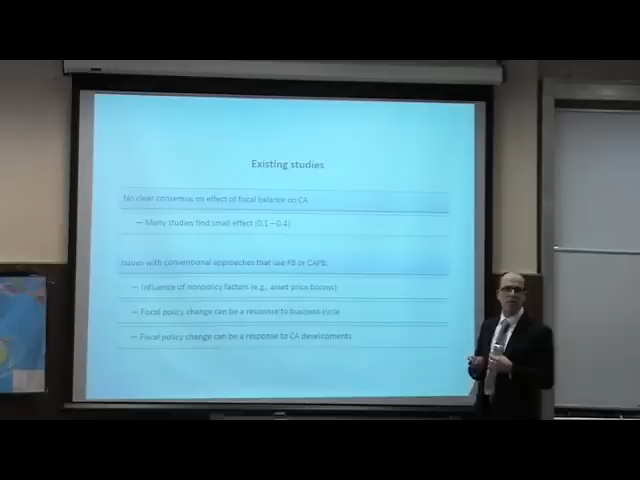 Existing studies
No clear consensus on effect of fiscal balance on CA
— Many studies find small effect (0.1 – 0.4)
Issues with conventional approaches that use FB or CAPB:
— Influence of nonpolicy factors (e.g., asset price booms)
— Fiscal policy change can be a response to business cycle
— Fiscal policy change can be a response to CA developments